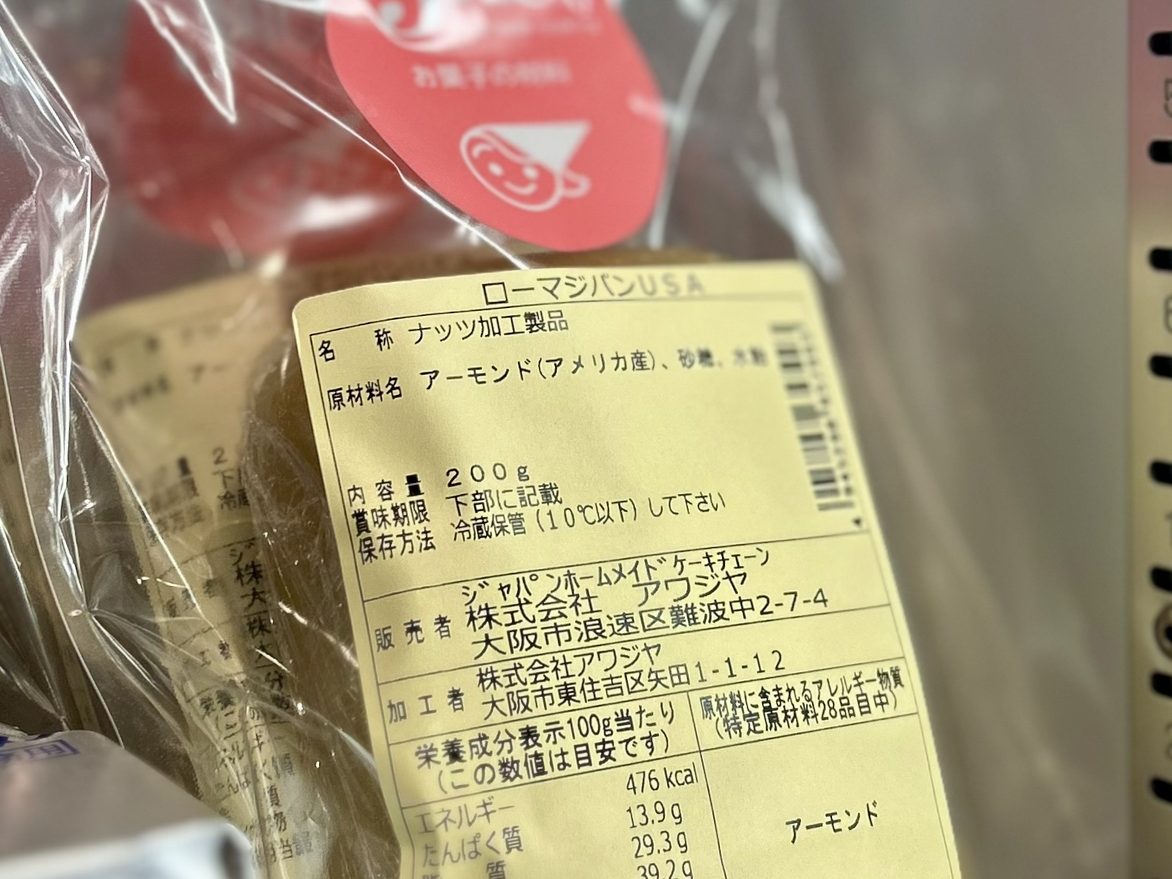 お菓子の材料
ローマジパンUSA
名 称 ナッツ加工製品
原材料名 アーモンド(アメリカ産)、砂糖、水飴
内 容 量 200g
賞味期限 下部に記載
保存方法 冷蔵保管(10℃以下)して下さい
販 売 者 ジャパンホームメイドケーキチェーン
株式会社 アワジヤ
大阪市浪速区難波中2-7-4
加 工 者 株式会社アワジヤ
大阪市東住吉区矢田1-1-12
栄養成分表示100g当たり
(この数値は目安です)
原材料に含まれるアレルギー物質
(特定原材料28品目中)
エネルギー 476 kcal
たんぱく質 13.9g
脂 質 29.3g
39.2g
アーモンド